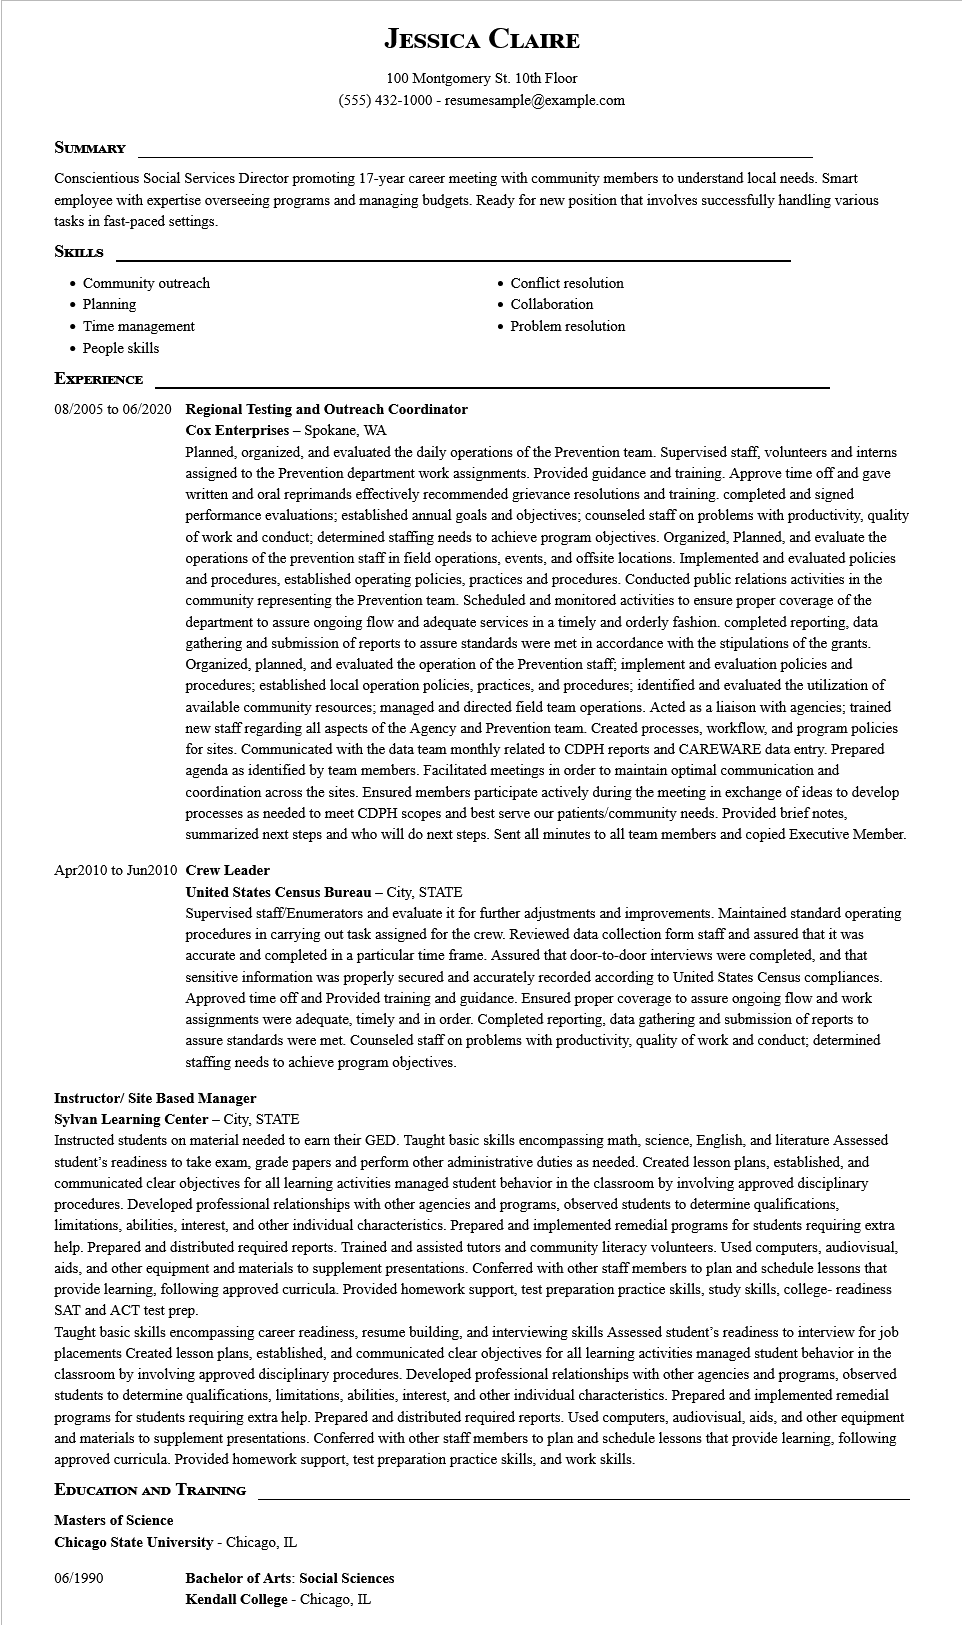 Jessica Claire
100 Montgomery St. 10th Floor
(555) 432-1000 - resumesample@example.com
Summary
Conscientious Social Services Director promoting 17-year career meeting with community members to understand local needs. Smart
employee with expertise overseeing programs and managing budgets. Ready for new position that involves successfully handling various
tasks in fast-paced settings.
Skills
• Community outreach
• Planning
• Time management
• People skills
• Conflict resolution
• Collaboration
• Problem resolution
Experience
08/2005 to 06/2020 Regional Testing and Outreach Coordinator
Cox Enterprises – Spokane, WA
Planned, organized, and evaluated the daily operations of the Prevention team. Supervised staff, volunteers and interns
assigned to the Prevention department work assignments. Provided guidance and training. Approve time off and gave
written and oral reprimands effectively recommended grievance resolutions and training. completed and signed
performance evaluations; established annual goals and objectives; counseled staff on problems with productivity, quality
of work and conduct; determined staffing needs to achieve program objectives. Organized, Planned, and evaluate the
operations of the prevention staff in field operations, events, and offsite locations. Implemented and evaluated policies
and procedures, established operating policies, practices and procedures. Conducted public relations activities in the
community representing the Prevention team. Scheduled and monitored activities to ensure proper coverage of the
department to assure ongoing flow and adequate services in a timely and orderly fashion. completed reporting, data
gathering and submission of reports to assure standards were met in accordance with the stipulations of the grants.
Organized, planned, and evaluated the operation of the Prevention staff; implement and evaluation policies and
procedures; established local operation policies, practices, and procedures; identified and evaluated the utilization of
available community resources; managed and directed field team operations. Acted as a liaison with agencies; trained
new staff regarding all aspects of the Agency and Prevention team. Created processes, workflow, and program policies
for sites. Communicated with the data team monthly related to CDPH reports and CAREWARE data entry. Prepared
agenda as identified by team members. Facilitated meetings in order to maintain optimal communication and
coordination across the sites. Ensured members participate actively during the meeting in exchange of ideas to develop
processes as needed to meet CDPH scopes and best serve our patients/community needs. Provided brief notes,
summarized next steps and who will do next steps. Sent all minutes to all team members and copied Executive Member.
Apr2010 to Jun2010 Crew Leader
United States Census Bureau – City, STATE
Supervised staff/Enumerators and evaluate it for further adjustments and improvements. Maintained standard operating
procedures in carrying out task assigned for the crew. Reviewed data collection form staff and assured that it was
accurate and completed in a particular time frame. Assured that door-to-door interviews were completed, and that
sensitive information was properly secured and accurately recorded according to United States Census compliances.
Approved time off and Provided training and guidance. Ensured proper coverage to assure ongoing flow and work
assignments were adequate, timely and in order. Completed reporting, data gathering and submission of reports to
assure standards were met. Counseled staff on problems with productivity, quality of work and conduct; determined
staffing needs to achieve program objectives.
Instructor/ Site Based Manager
Sylvan Learning Center – City, STATE
Instructed students on material needed to earn their GED. Taught basic skills encompassing math, science, English, and literature Assessed
student’s readiness to take exam, grade papers and perform other administrative duties as needed. Created lesson plans, established, and
communicated clear objectives for all learning activities managed student behavior in the classroom by involving approved disciplinary
procedures. Developed professional relationships with other agencies and programs, observed students to determine qualifications,
limitations, abilities, interest, and other individual characteristics. Prepared and implemented remedial programs for students requiring extra
help. Prepared and distributed required reports. Trained and assisted tutors and community literacy volunteers. Used computers, audiovisual,
aids, and other equipment and materials to supplement presentations. Conferred with other staff members to plan and schedule lessons that
provide learning, following approved curricula. Provided homework support, test preparation practice skills, study skills, college- readiness
SAT and ACT test prep.
Taught basic skills encompassing career readiness, resume building, and interviewing skills Assessed student’s readiness to interview for job
placements Created lesson plans, established, and communicated clear objectives for all learning activities managed student behavior in the
classroom by involving approved disciplinary procedures. Developed professional relationships with other agencies and programs, observed
students to determine qualifications, limitations, abilities, interest, and other individual characteristics. Prepared and implemented remedial
programs for students requiring extra help. Prepared and distributed required reports. Used computers, audiovisual, aids, and other equipment
and materials to supplement presentations. Conferred with other staff members to plan and schedule lessons that provide learning, following
approved curricula. Provided homework support, test preparation practice skills, and work skills.
Education and Training
Masters of Science
Chicago State University - Chicago, IL
06/1990 Bachelor of Arts: Social Sciences
Kendall College - Chicago, IL